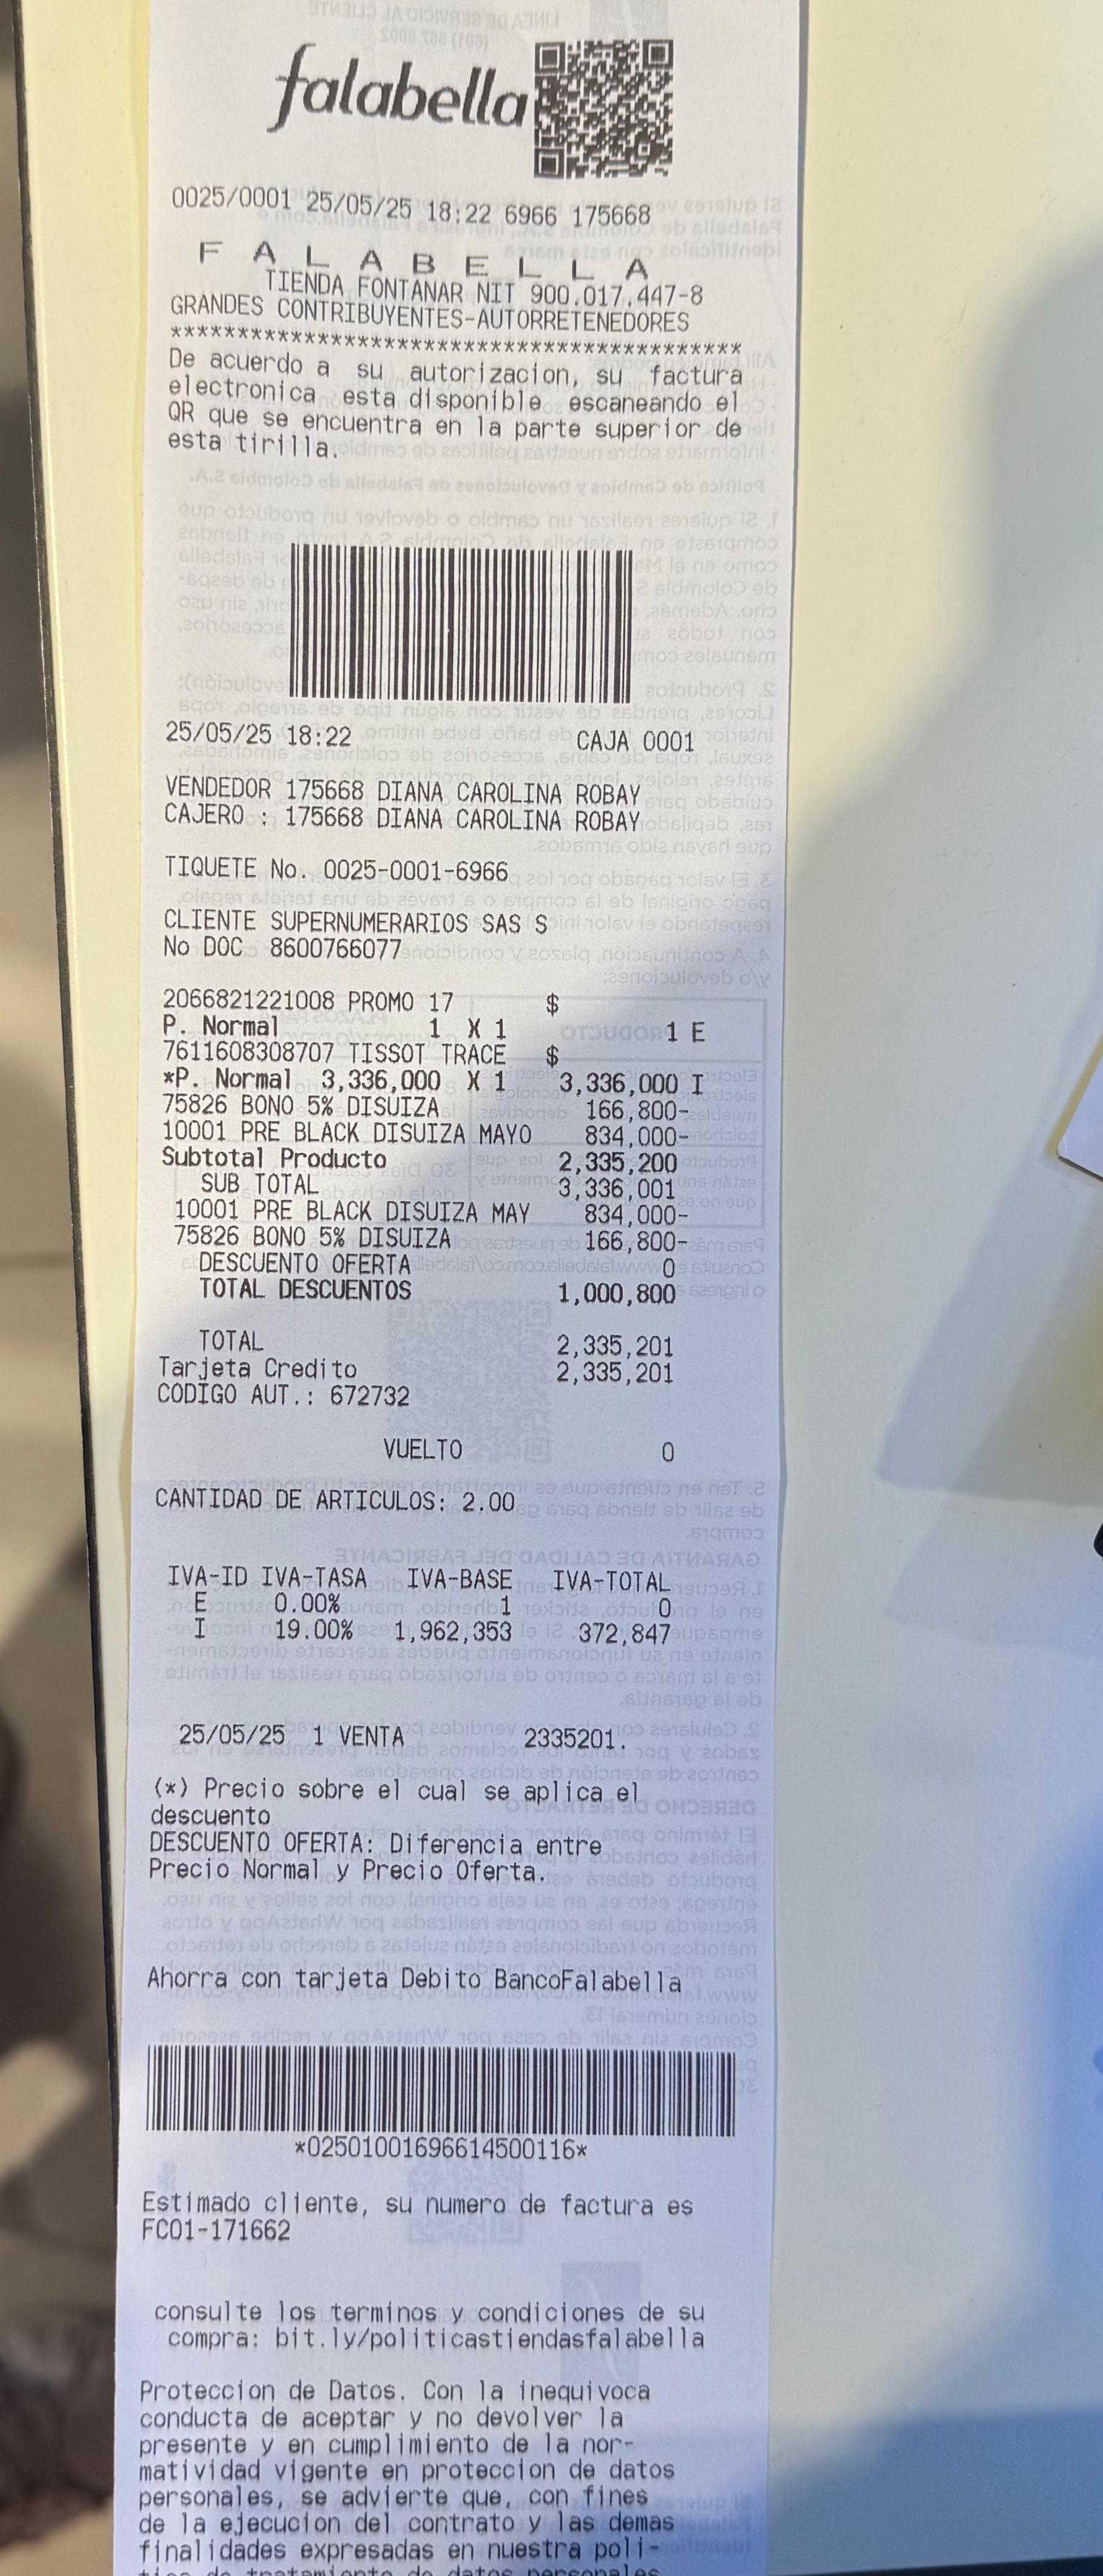 falabella
0025/0001 25/05/25 18:22 6966 175668
F A L A B E L L A
TIENDA FONTANAR NIT 900.017.447-8
GRANDES CONTRIBUYENTES-AUTORRETENEDORES
*******************************************
De acuerdo a su autorizacion, su factura
electronica esta disponible escaneando el
QR que se encuentra en la parte superior de
esta tirilla.
25/05/25 18:22 CAJA 0001
VENDEDOR 175668 DIANA CAROLINA ROBAY
CAJERO : 175668 DIANA CAROLINA ROBAY
TIQUETE No. 0025-0001-6966
CLIENTE SUPERNUMERARIOS SAS S
No DOC 8600766077
2066821221008 PROMO 17 $
P. Normal 1 X 1 1 E
7611608308707 TISSOT TRACE $
*P. Normal 3,336,000 X 1 3,336,000 I
75826 BONO 5% DISUIZA 166,800-
10001 PRE BLACK DISUIZA MAYO 834,000-
Subtotal Producto 2,335,200
SUB TOTAL 3,336,001
10001 PRE BLACK DISUIZA MAY 834,000-
75826 BONO 5% DISUIZA 166,800-
DESCUENTO OFERTA 0
TOTAL DESCUENTOS 1,000,800
TOTAL 2,335,201
Tarjeta Credito 2,335,201
CODIGO AUT.: 672732
VUELTO 0
CANTIDAD DE ARTICULOS: 2.00
IVA-ID IVA-TASA IVA-BASE IVA-TOTAL
E 0.00% 1 0
I 19.00% 1,962,353 372,847
25/05/25 1 VENTA 2335201.
(*) Precio sobre el cual se aplica el
descuento
DESCUENTO OFERTA: Diferencia entre
Precio Normal y Precio Oferta.
Ahorra con tarjeta Debito BancoFalabella
*02501001696614500116*
Estimado cliente, su numero de factura es
FC01-171662
consulte los terminos y condiciones de su
compra: bit.ly/politicastiendasfalabella
Proteccion de Datos. Con la inequivoca
conducta de aceptar y no devolver la
presente y en cumplimiento de la nor-
matividad vigente en proteccion de datos
personales, se advierte que, con fines
de la ejecucion del contrato y las demas
finalidades expresadas en nuestra poli-
tica de tratamiento de datos personales